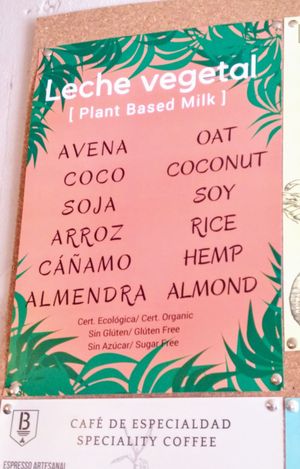 Leche vegetal
[ Plant Based Milk ]
AVENA OAT
COCO COCONUT
SOJA SOY
ARROZ RICE
CÁÑAMO HEMP
ALMENDRA ALMOND
Cert. Ecológica/ Cert. Organic
Sin Glúten/ Glúten Free
Sin Azúcar/ Sugar Free
B
CAFÉ DE ESPECIALDAD
SPECIALITY COFFEE
ESPRESSO ARTESANAL